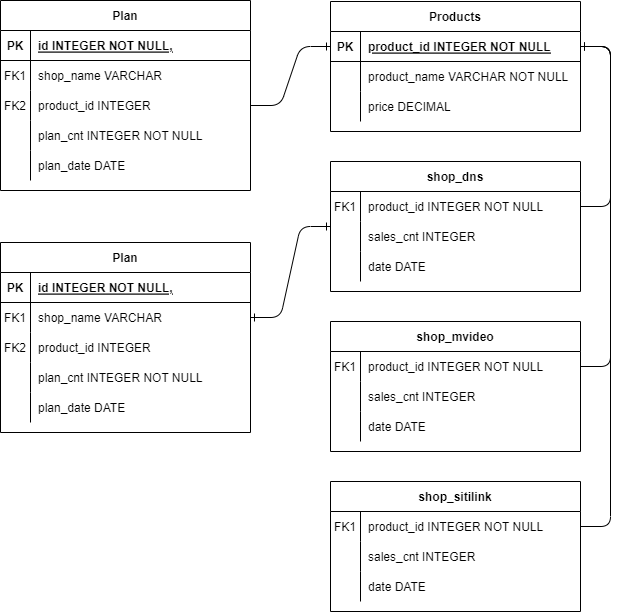 Plan
PK id INTEGER NOT NULL,
FK1 shop_name VARCHAR
FK2 product_id INTEGER
plan_cnt INTEGER NOT NULL
plan_date DATE
Products
PK product_id INTEGER NOT NULL
product_name VARCHAR NOT NULL
price DECIMAL
shop_dns
FK1 product_id INTEGER NOT NULL
sales_cnt INTEGER
date DATE
Plan
PK id INTEGER NOT NULL,
FK1 shop_name VARCHAR
FK2 product_id INTEGER
plan_cnt INTEGER NOT NULL
plan_date DATE
shop_mvideo
FK1 product_id INTEGER NOT NULL
sales_cnt INTEGER
date DATE
shop_sitilink
FK1 product_id INTEGER NOT NULL
sales_cnt INTEGER
date DATE